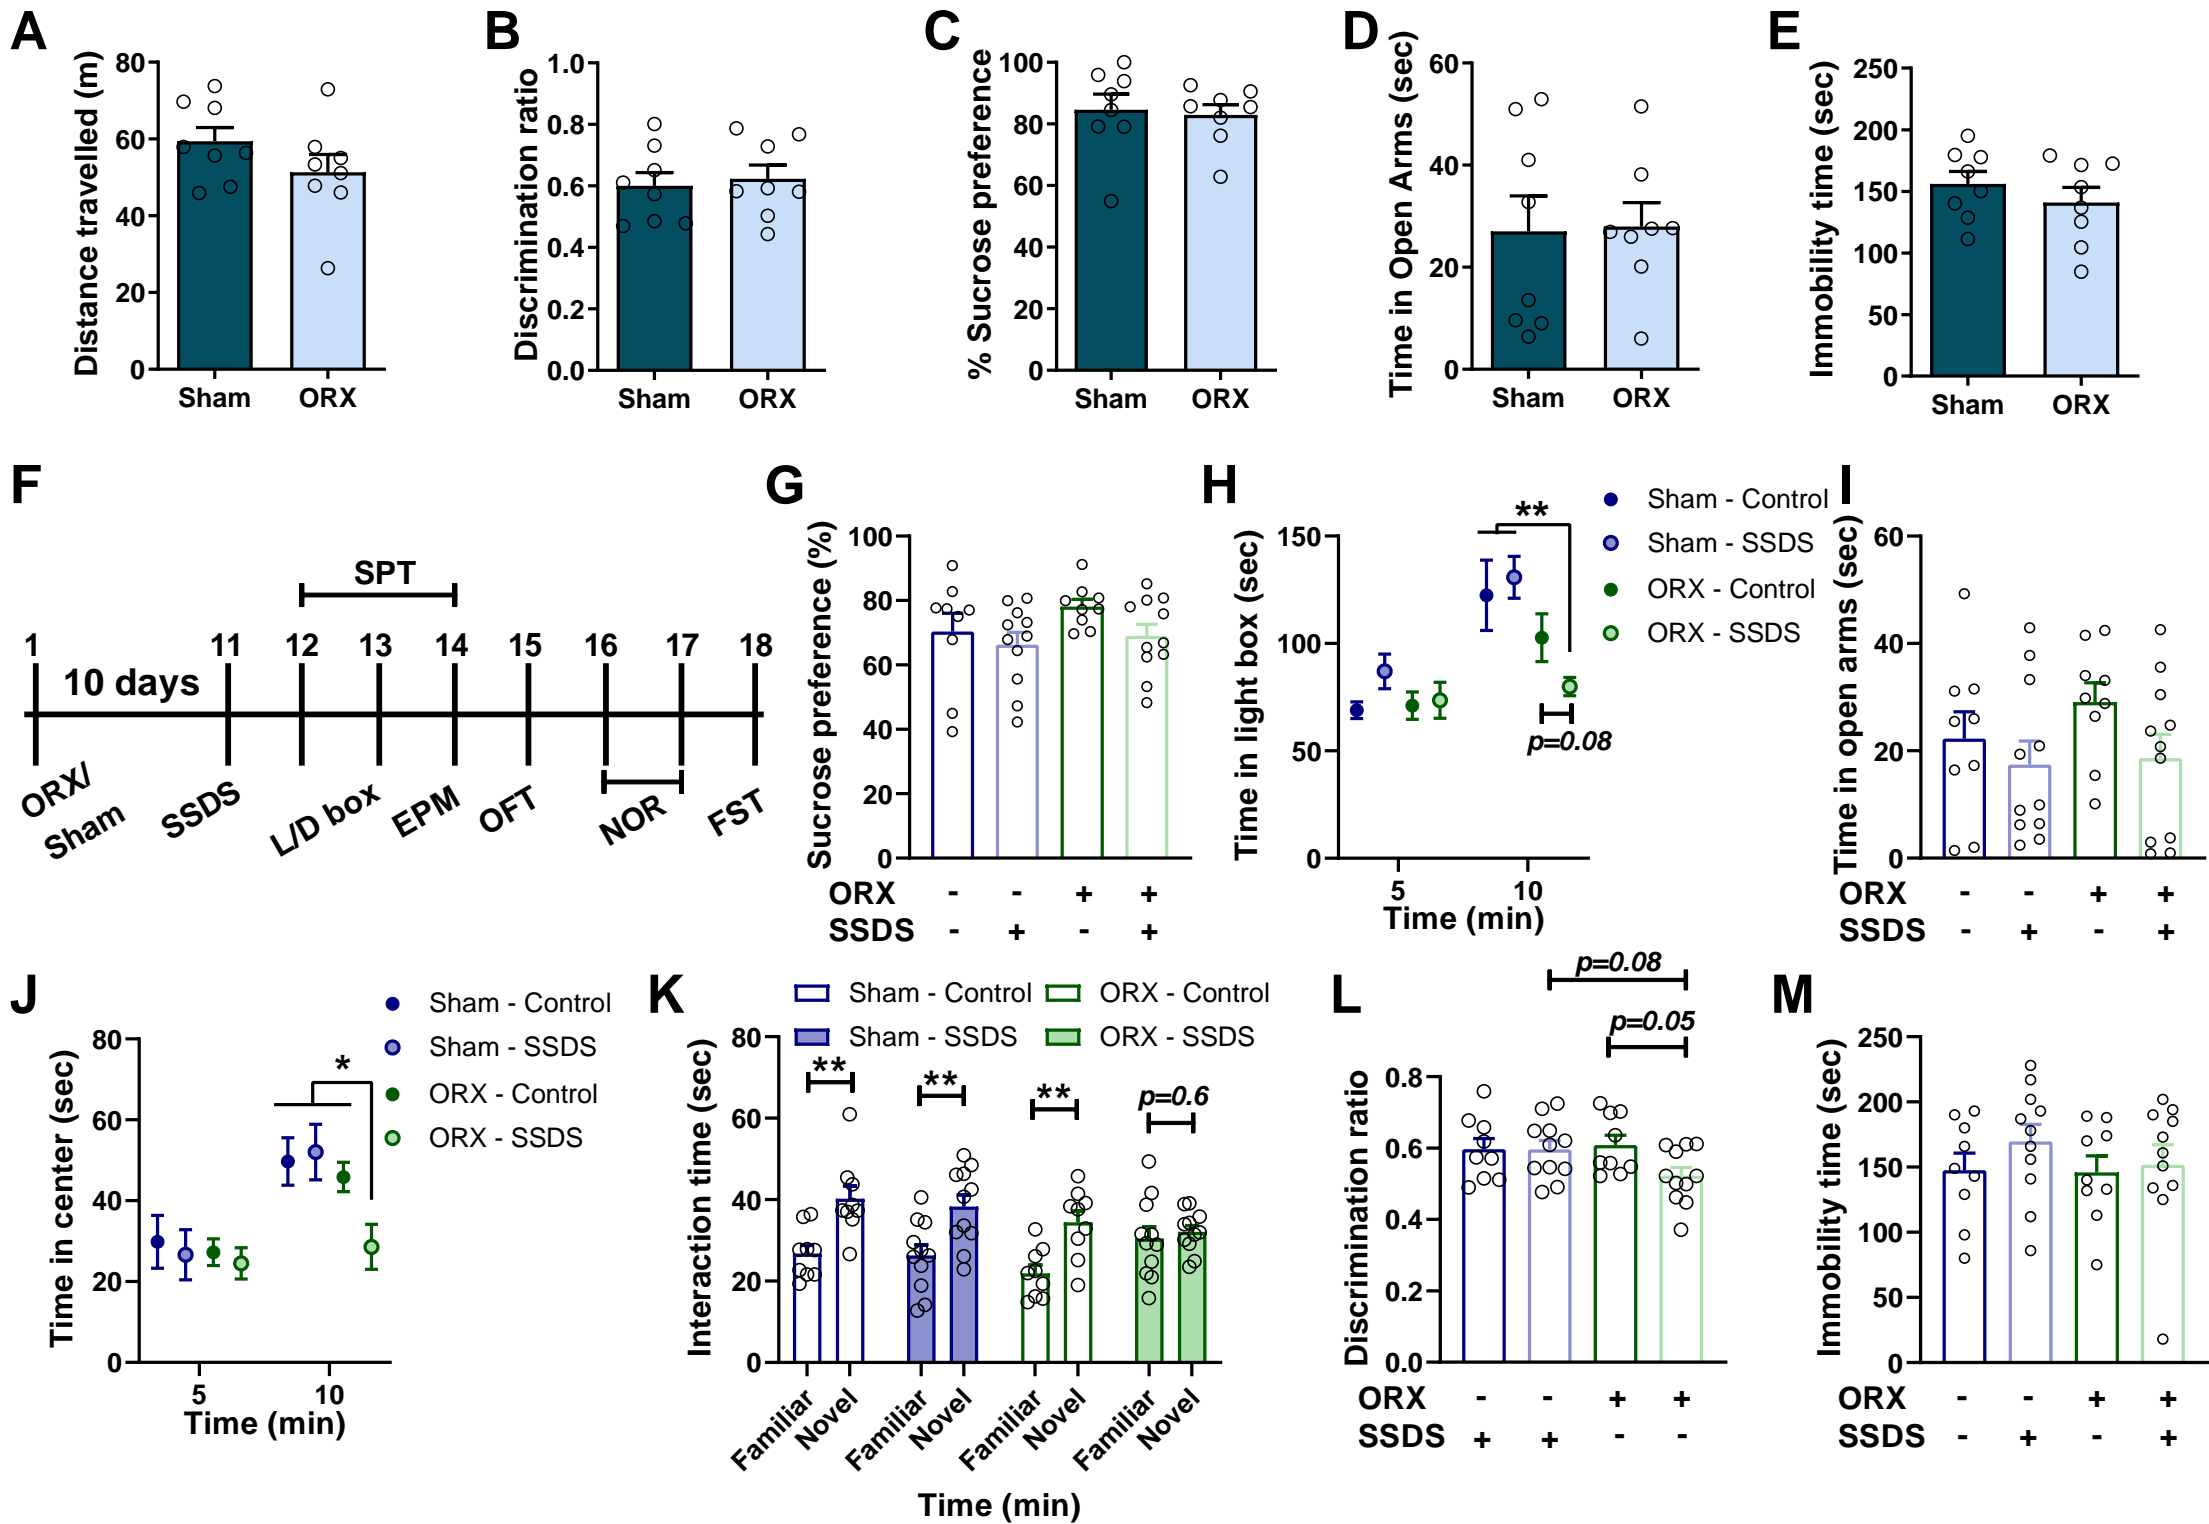 A
Distance travelled (m)
80
60
40
20
0
Sham ORX
B
Discrimination ratio
1.0
0.8
0.6
0.4
0.2
0.0
Sham ORX
C
% Sucrose preference
100
80
60
40
20
0
Sham ORX
D
Time in Open Arms (sec)
60
40
20
0
Sham ORX
E
Immobility time (sec)
250
200
150
100
50
0
Sham ORX
F
SPT
1 11 12 13 14 15 16 17 18
10 days
ORX/
Sham
SSDS
L/D box
EPM
OFT
NOR
FST
G
Sucrose preference (%)
100
80
60
40
20
0
ORX - - + +
SSDS - + - +
H
Time in light box (sec)
150
100
50
0
**
p=0.08
5 10
Time (min)
Sham - Control
Sham - SSDS
ORX - Control
ORX - SSDS
I
Time in open arms (sec)
60
40
20
0
ORX - - + +
SSDS - + - +
J
Time in center (sec)
80
60
40
20
0
*
5 10
Time (min)
Sham - Control
Sham - SSDS
ORX - Control
ORX - SSDS
K
Sham - Control ORX - Control
Sham - SSDS ORX - SSDS
Interaction time (sec)
80
60
40
20
0
** ** ** p=0.6
Familiar Novel Familiar Novel Familiar Novel Familiar Novel
Time (min)
L
p=0.08
p=0.05
Discrimination ratio
0.8
0.6
0.4
0.2
0.0
ORX - - + +
SSDS + + - -
M
Immobility time (sec)
250
200
150
100
50
0
ORX - - + +
SSDS - + - +